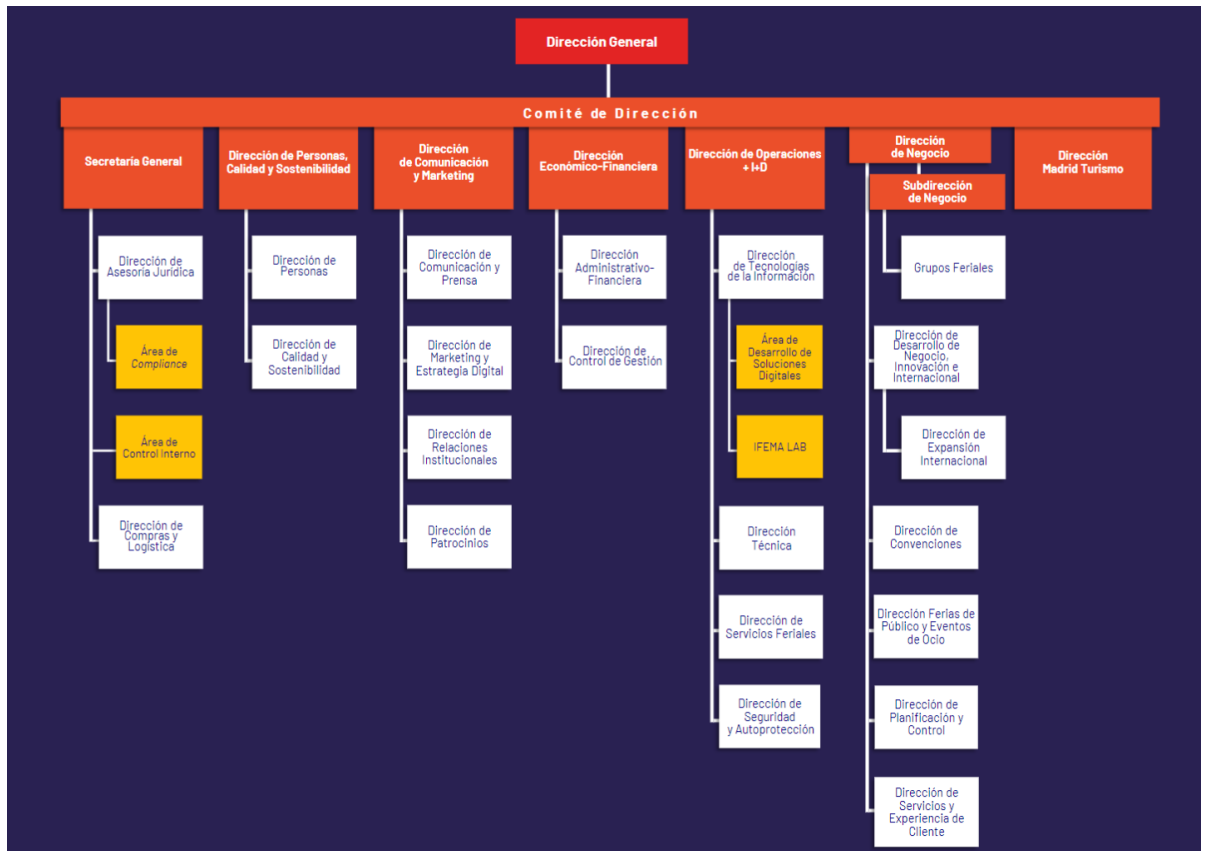 Dirección General
Comité de Dirección
Secretaría General
Dirección de Asesoría Jurídica
Área de
Compliance
Área de
Control Interno
Dirección de
Compras y
Logística
Dirección de Personas,
Calidad y Sostenibilidad
Dirección de
Personas
Dirección de
Calidad y
Sostenibilidad
Dirección
de Comunicación
y Marketing
Dirección de
Comunicación y
Prensa
Dirección de
Marketing y
Estrategia Digital
Dirección de
Relaciones
Institucionales
Dirección de
Patrocinios
Dirección
Económico-Financiera
Dirección
Administrativo-
Financiera
Dirección de
Control de Gestión
Dirección de Operaciones
+ I+D
Dirección
de Tecnologías
de la Información
Área de
Desarrollo de
Soluciones
Digitales
IFEMA LAB
Dirección
Técnica
Dirección de
Servicios Feriales
Dirección de
Seguridad
y Autoprotección
Dirección
de Negocio
Subdirección
de Negocio
Grupos Feriales
Dirección de
Desarrollo de
Negocio,
Innovación e
Internacional
Dirección de
Expansión
Internacional
Dirección de
Convenciones
Dirección Ferias de
Público y Eventos
de Ocio
Dirección de
Planificación y
Control
Dirección de
Servicios y
Experiencia de
Cliente
Dirección
Madrid Turismo